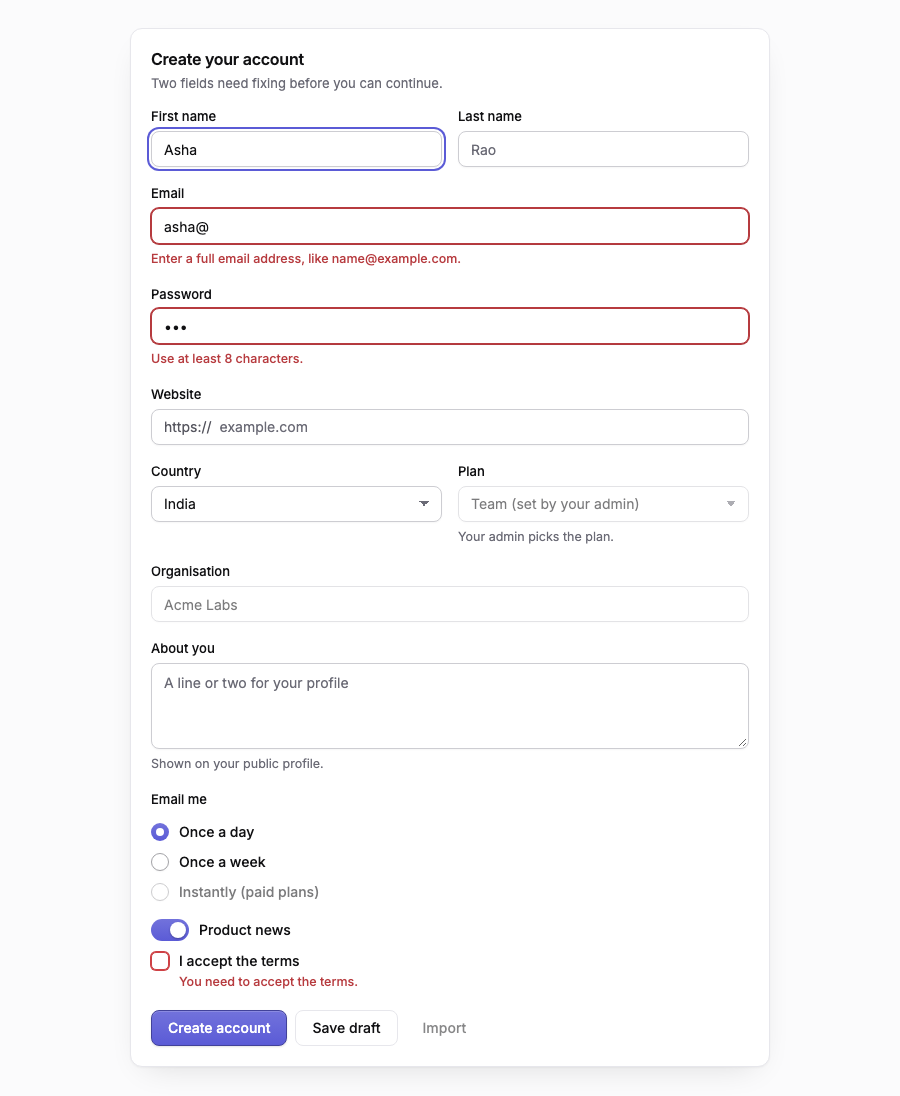 Create your account
Two fields need fixing before you can continue.
First name
Last name
Asha
Rao
Email
asha@
Enter a full email address, like name@example.com.
Password
•••
Use at least 8 characters.
Website
https:// example.com
Country
Plan
India
Team (set by your admin)
Your admin picks the plan.
Organisation
Acme Labs
About you
A line or two for your profile
Shown on your public profile.
Email me
Once a day
Once a week
Instantly (paid plans)
Product news
I accept the terms
You need to accept the terms.
Create account
Save draft
Import